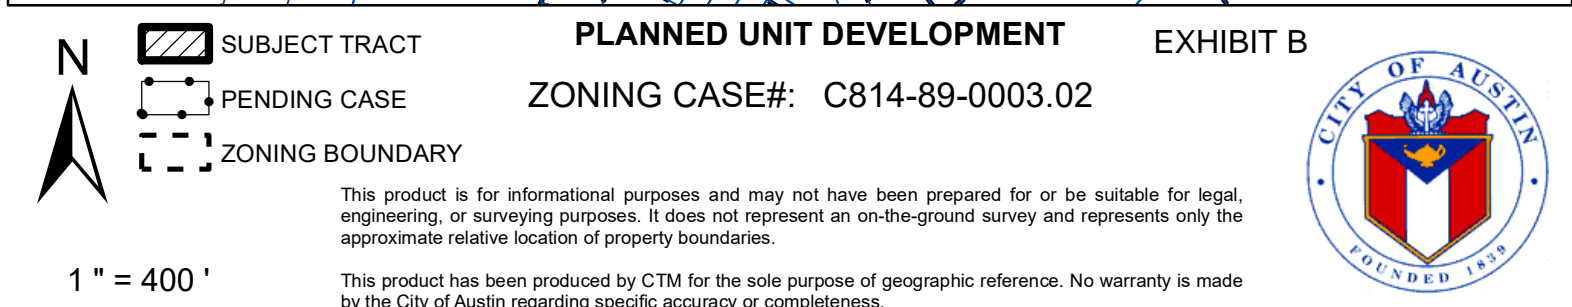 N
SUBJECT TRACT
PENDING CASE
ZONING BOUNDARY
1 " = 400 '
PLANNED UNIT DEVELOPMENT
ZONING CASE#: C814-89-0003.02
EXHIBIT B
This product is for informational purposes and may not have been prepared for or be suitable for legal,
engineering, or surveying purposes. It does not represent an on-the-ground survey and represents only the
approximate relative location of property boundaries.
This product has been produced by CTM for the sole purpose of geographic reference. No warranty is made
by the City of Austin regarding specific accuracy or completeness.
CITY OF AUSTIN
FOUNDED 1839